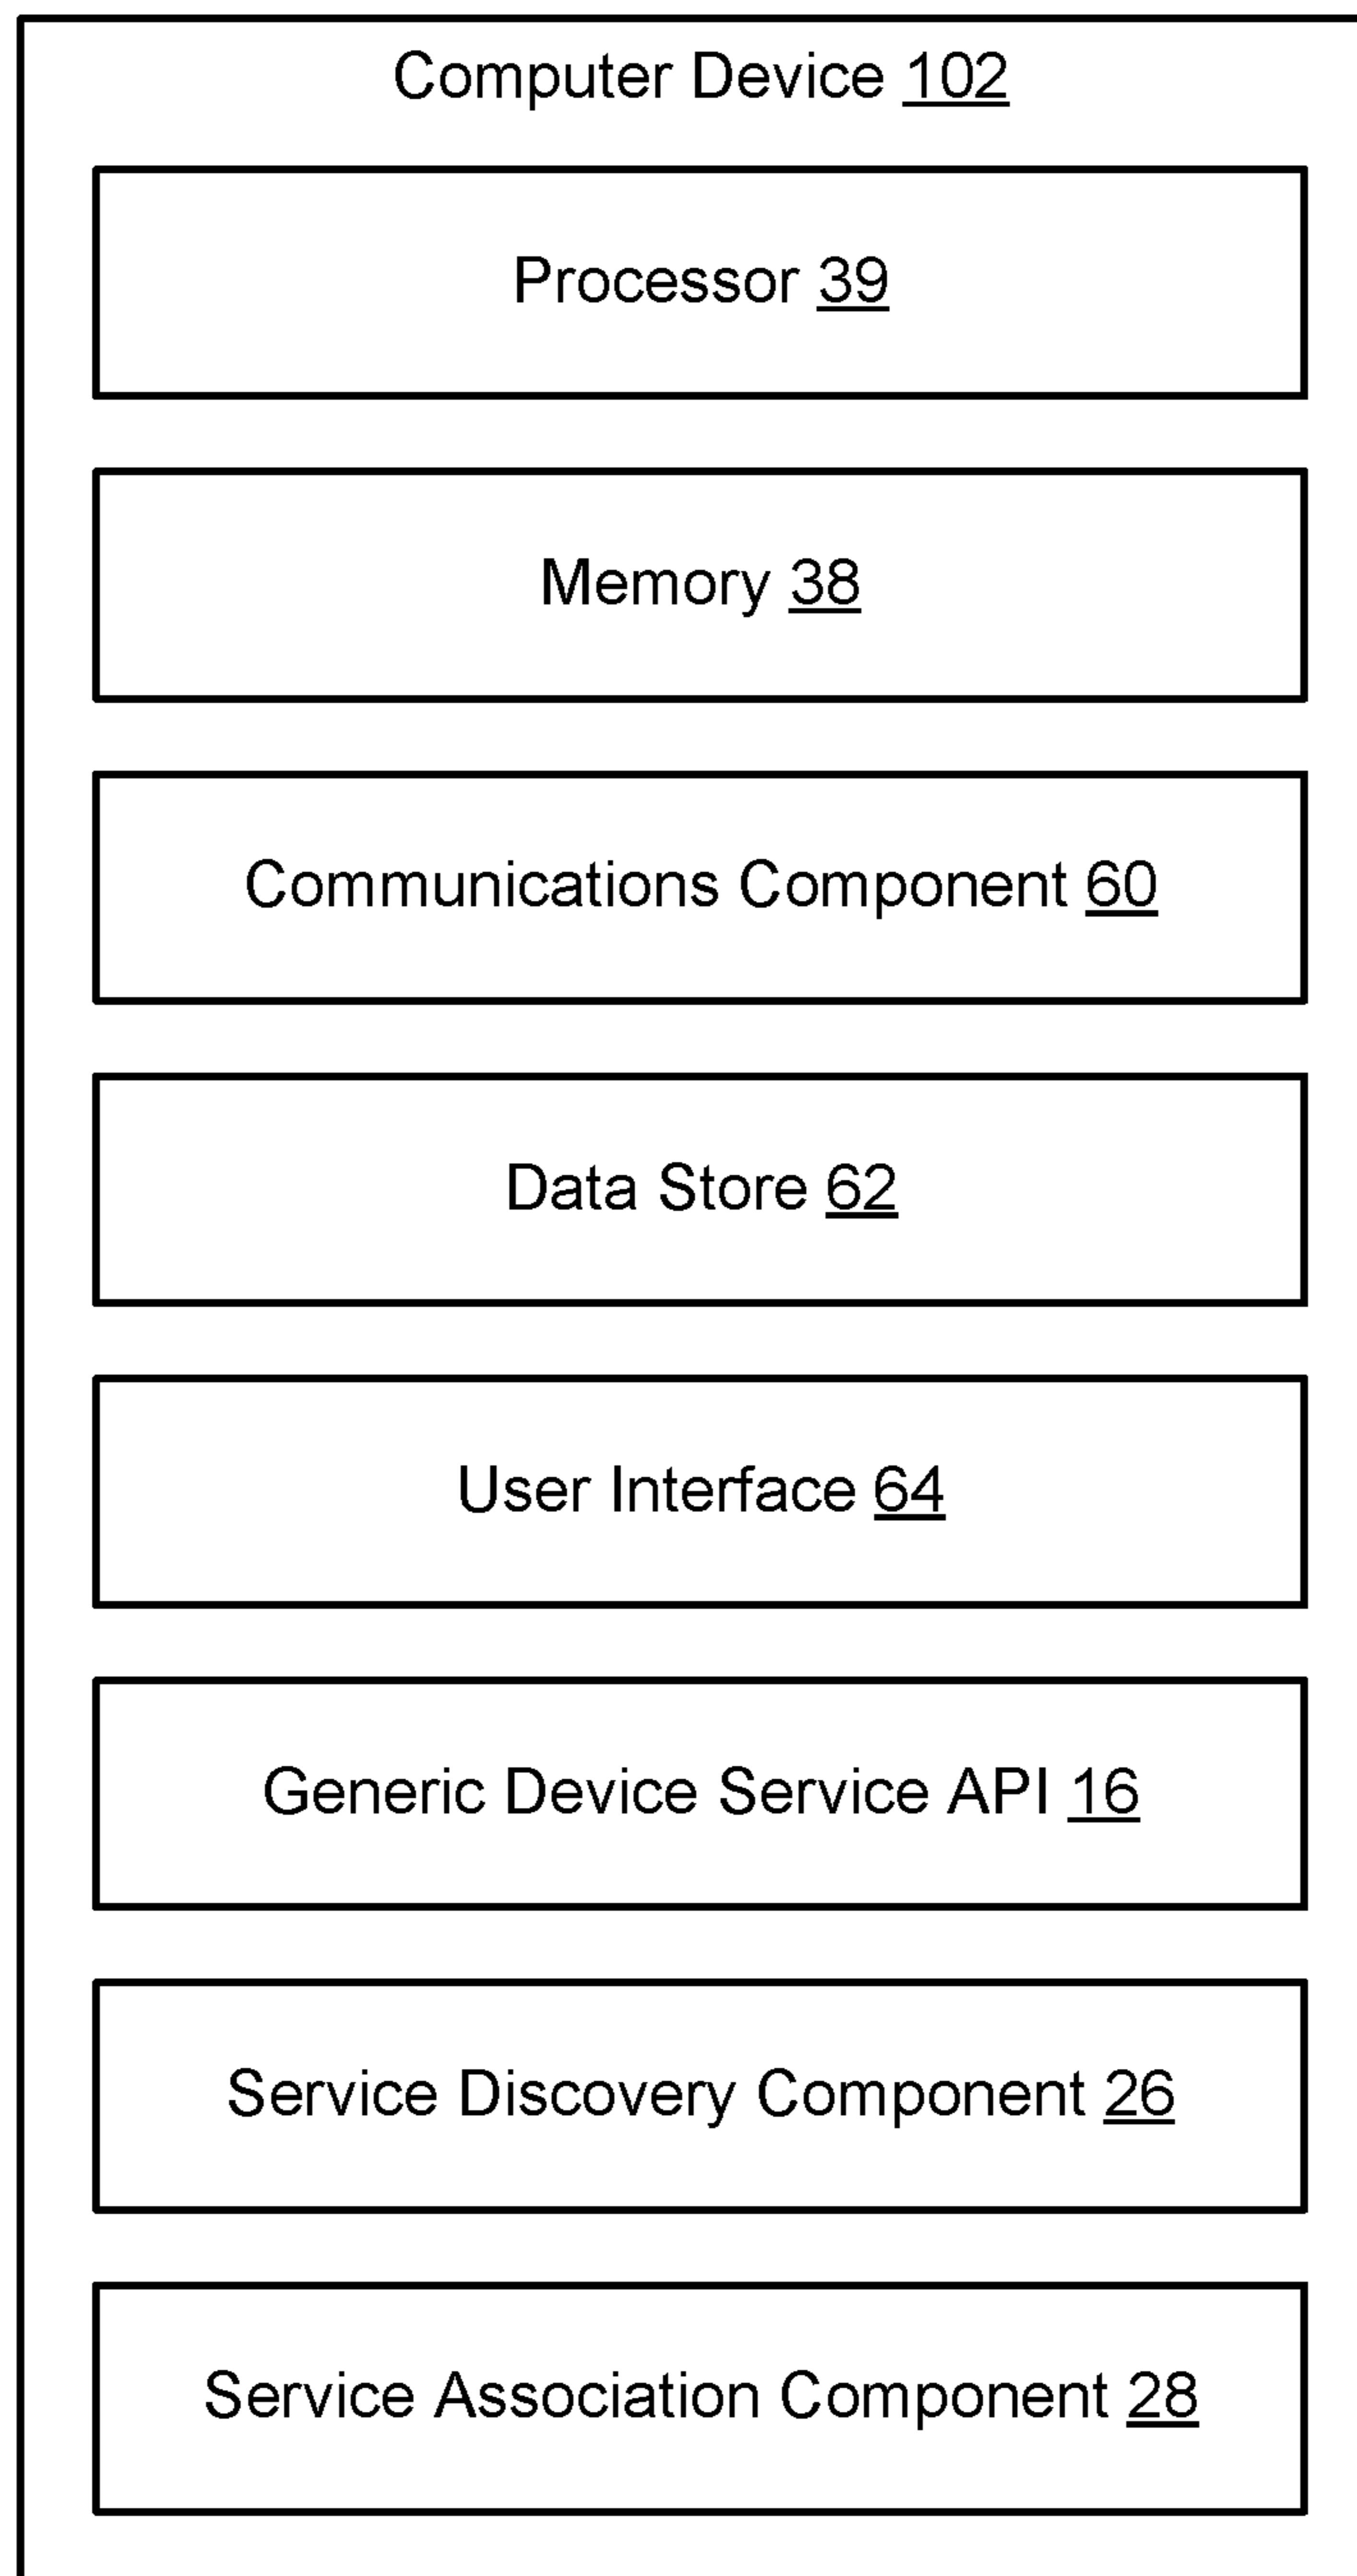 Computer Device 102
Processor 39
Memory 38
Communications Component 60
Data Store 62
User Interface 64
Generic Device Service API 16
Service Discovery Component 26
Service Association Component 28